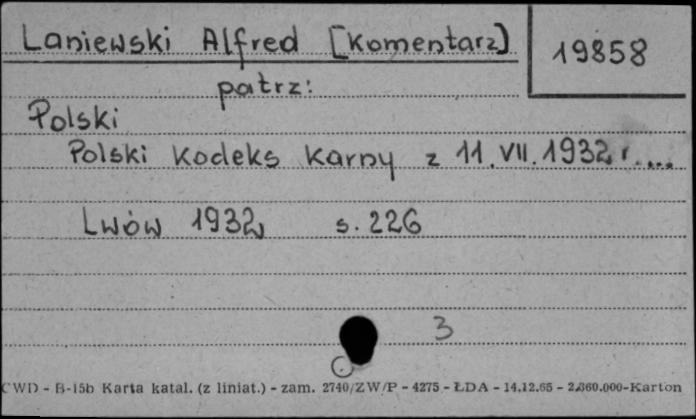 Laniewski Alfred [Komentarz]
19858
patrz:
Polski
Polski Kodeks Karny z 11.VII.1932 r....
Lwów 1932 s. 226
3
CWD - B-15b Karta katal. (z liniat.) - zam. 2740/ZW/P - 4275 - ŁDA - 14.12.65 - 2.860.000-Karton